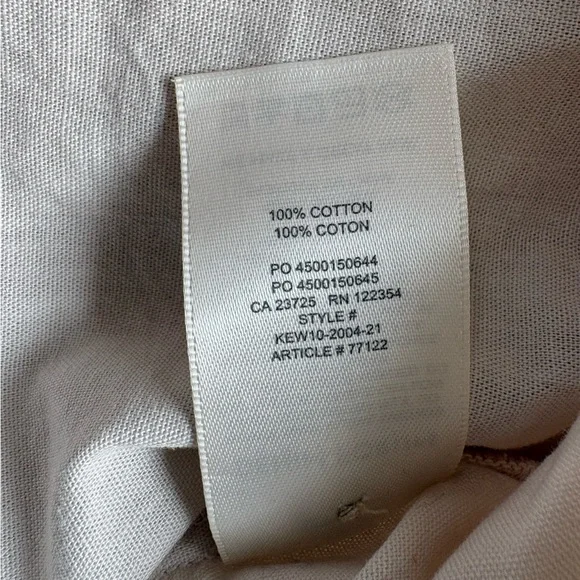 100% COTTON
100% COTON
PO 4500150644
PO 4500150645
CA 23725 RN 122354
STYLE #
KEW10-2004-21
ARTICLE # 77122